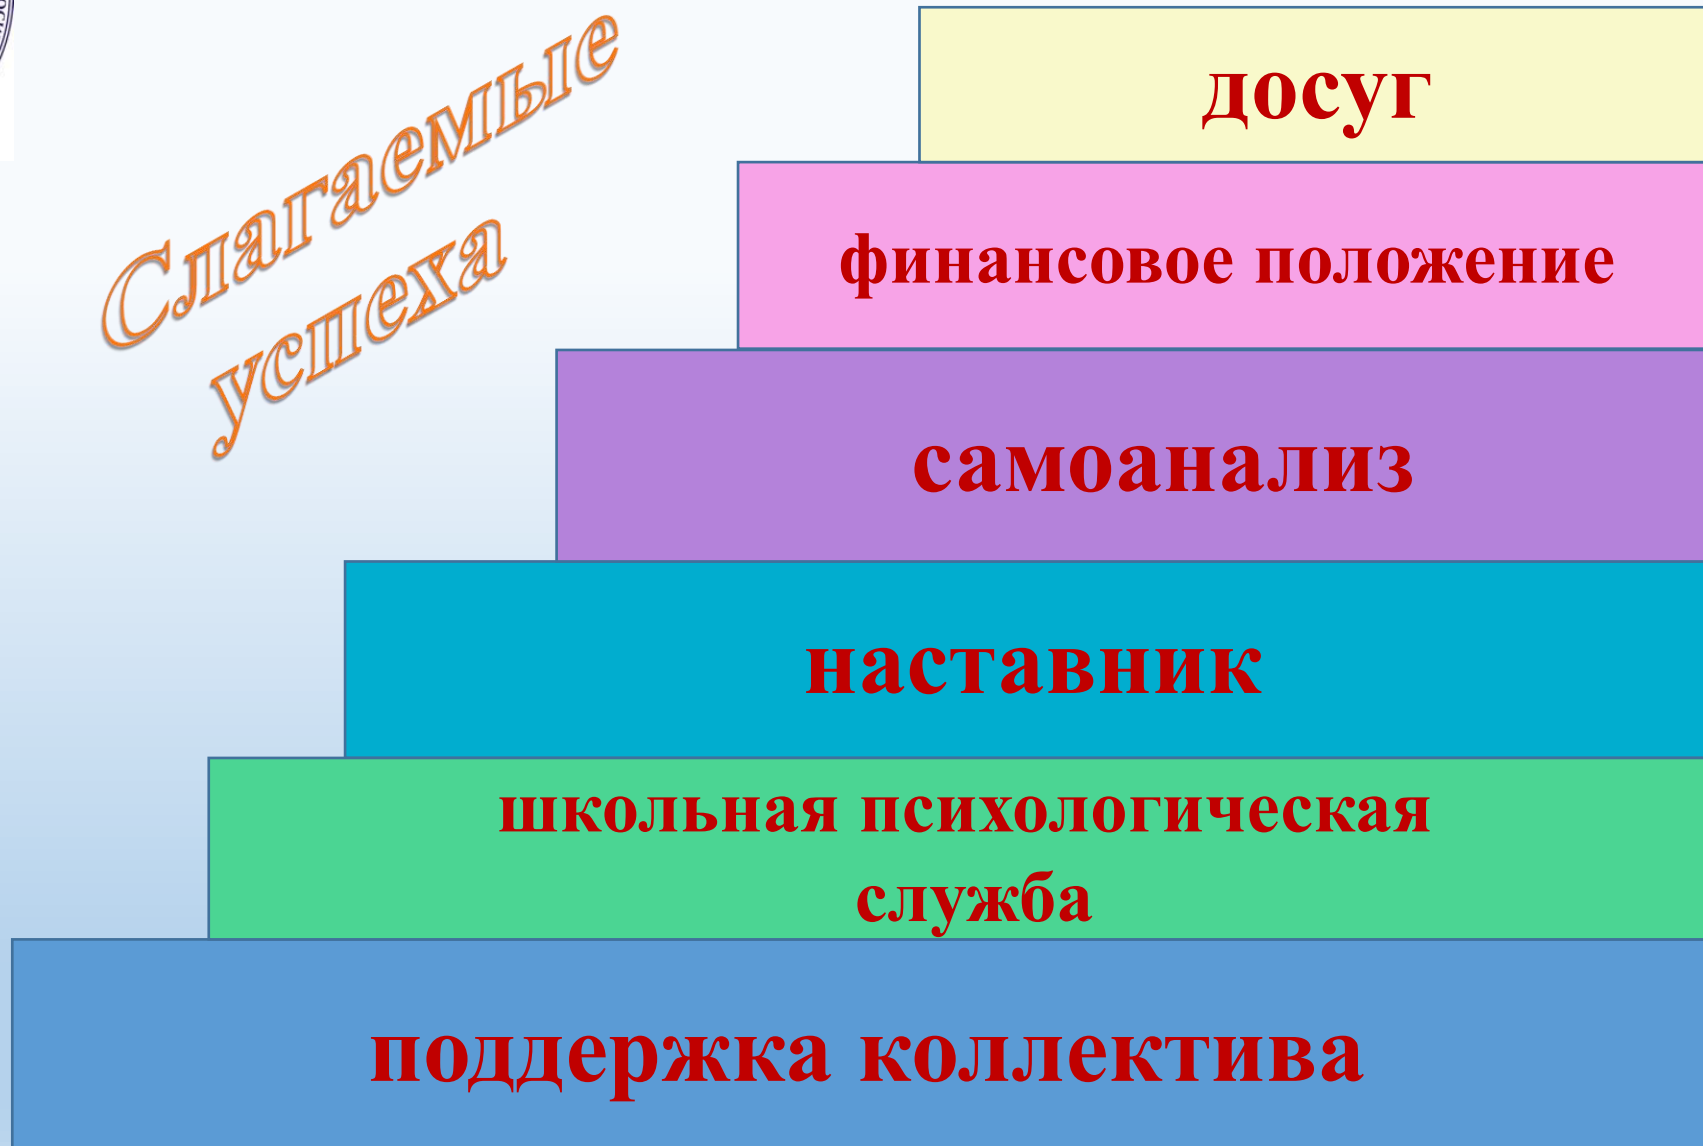 Слагаемые
успеха
досуг
финансовое положение
самоанализ
наставник
школьная психологическая
служба
поддержка коллектива